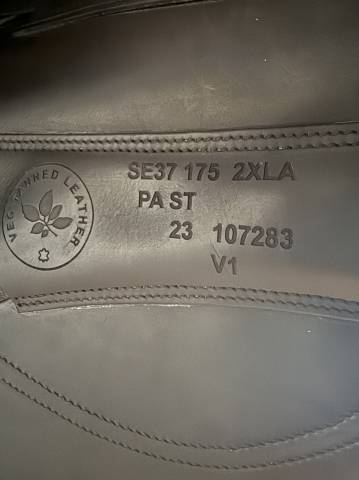 VEG TANNED LEATHER
SE37 175 2XLA
PA ST
23 107283
V1